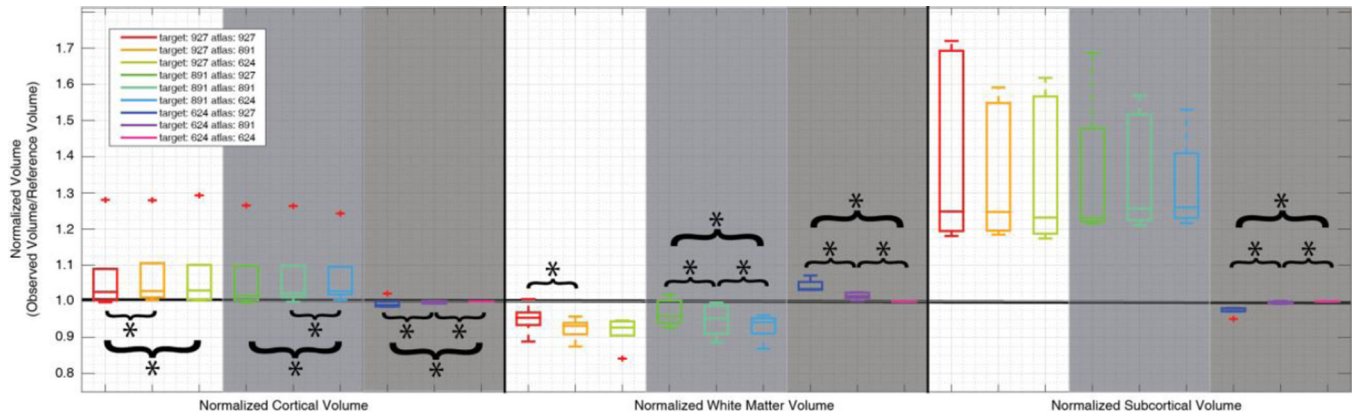 target: 927 atlas: 927
target: 927 atlas: 891
target: 927 atlas: 624
target: 891 atlas: 927
target: 891 atlas: 891
target: 891 atlas: 624
target: 624 atlas: 927
target: 624 atlas: 891
target: 624 atlas: 624
Normalized Volume
(Observed Volume/Reference Volume)
1.7
1.6
1.5
1.4
1.3
1.2
1.1
1.0
0.9
0.8
* * * * * * *
* * * * * * *
* * * * * *
Normalized Cortical Volume
Normalized White Matter Volume
Normalized Subcortical Volume